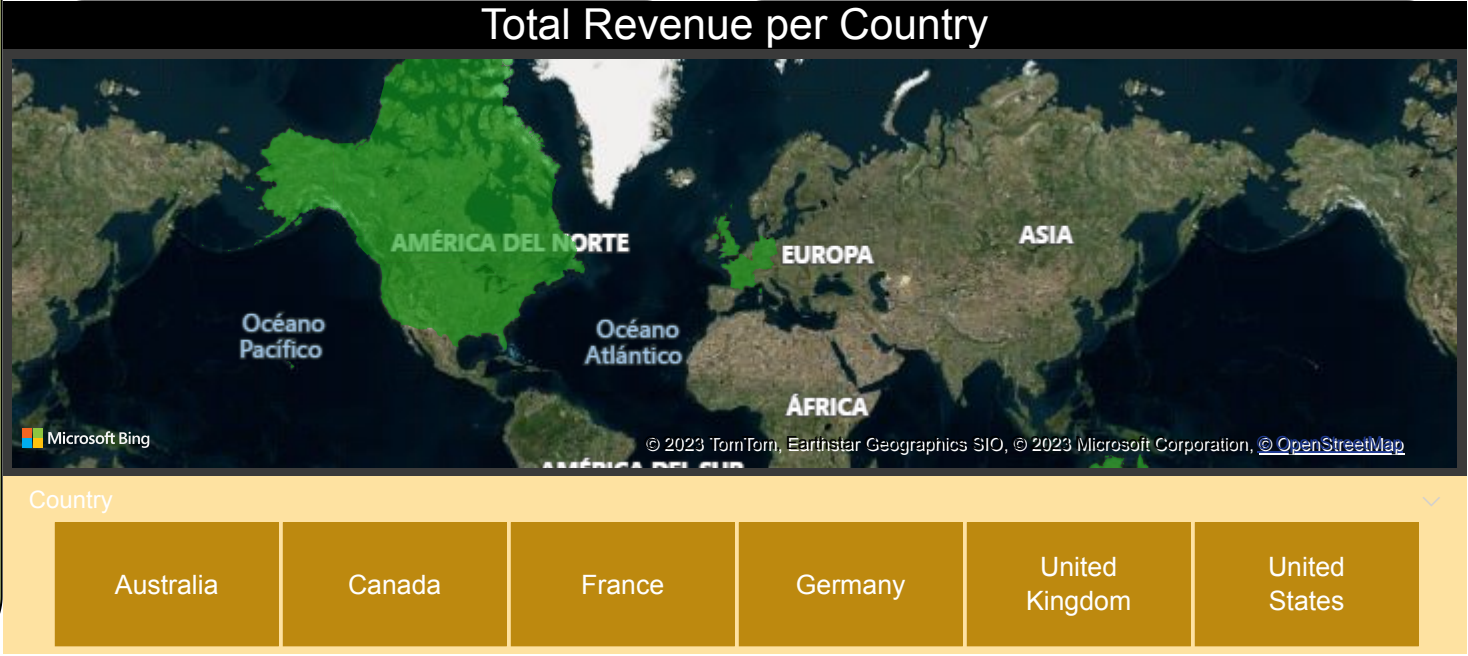 Total Revenue per Country
AMÉRICA DEL NORTE
EUROPA
ASIA
Océano
Pacífico
Océano
Atlántico
ÁFRICA
Microsoft Bing
© 2023 TomTom, Earthstar Geographics SIO, © 2023 Microsoft Corporation, © OpenStreetMap
AMÉRICA DEL SUR
Country
Australia
Canada
France
Germany
United
Kingdom
United
States